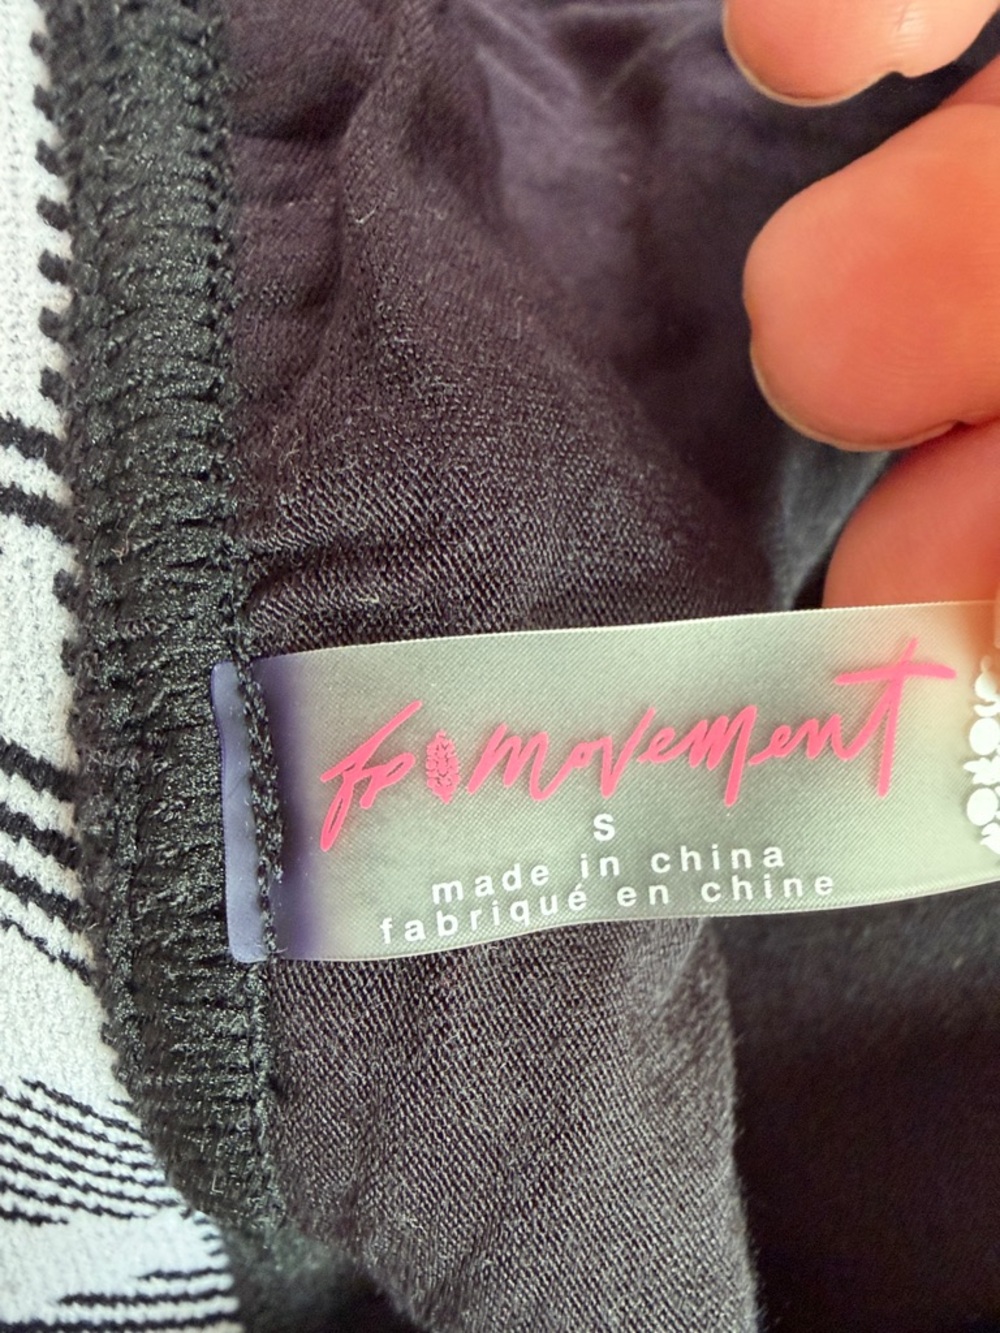 fp movement
s
made in china
fabriqué en chine